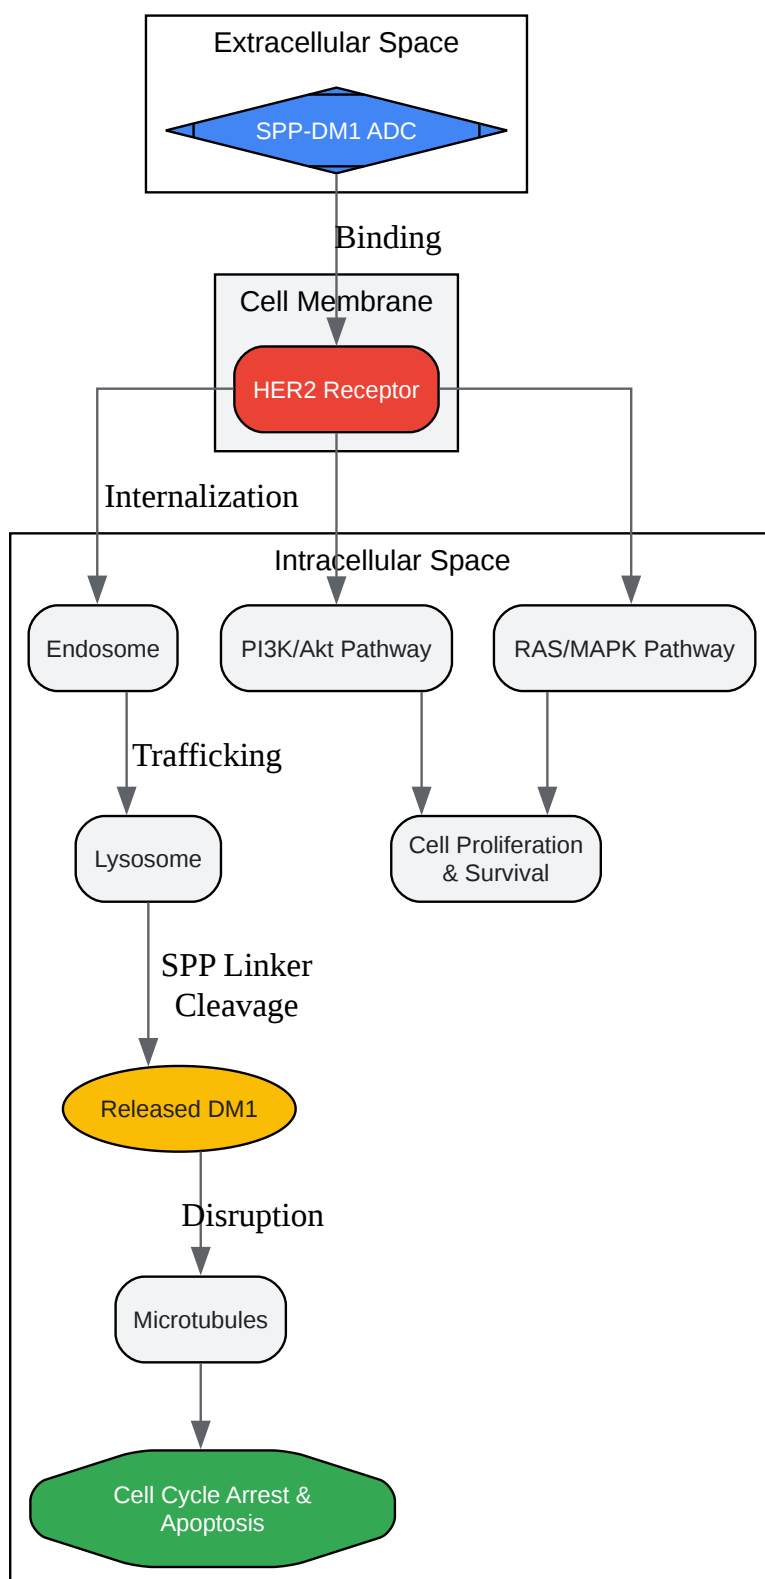 Extracellular Space
SPP-DM1 ADC
Binding
Cell Membrane
HER2 Receptor
Internalization
Intracellular Space
Endosome
PI3K/Akt Pathway
RAS/MAPK Pathway
Trafficking
Lysosome
Cell Proliferation
& Survival
SPP Linker
Cleavage
Released DM1
Disruption
Microtubules
Cell Cycle Arrest &
Apoptosis